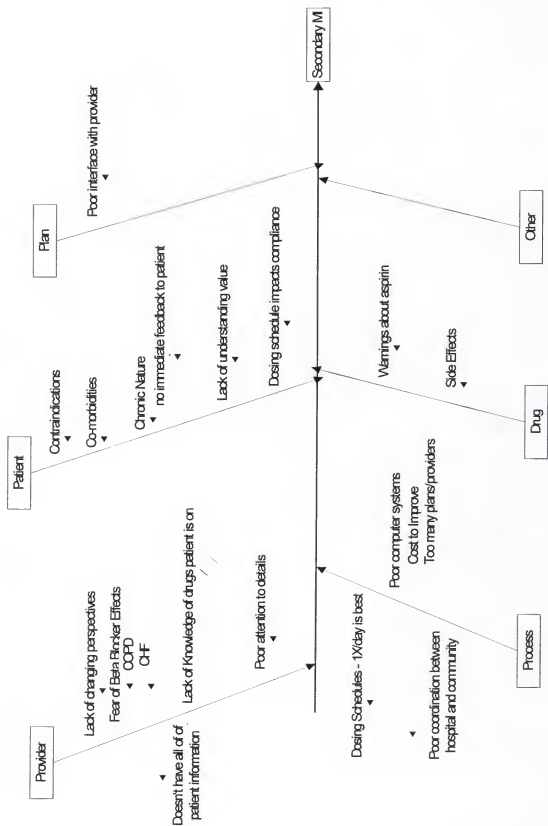 Provider
Lack of changing perspectives
Fear of Beta Blocker Effects
COPD
CHF
Doesn't have all of of
patient information
Lack of Knowledge of drugs patient is on
Poor attention to details
Patient
Contraindications
Co-morbidities
Chronic Nature
no immediate feedback to patient
Lack of understanding value
Dosing schedule impacts compliance
Plan
Poor interface with provider
Secondary MI
Process
Dosing Schedules - 1X/day is best
Poor coordination between
hospital and community
Poor computer systems
Cost to Improve
Too many plans/providers
Drug
Warnings about aspirin
Side Effects
Other